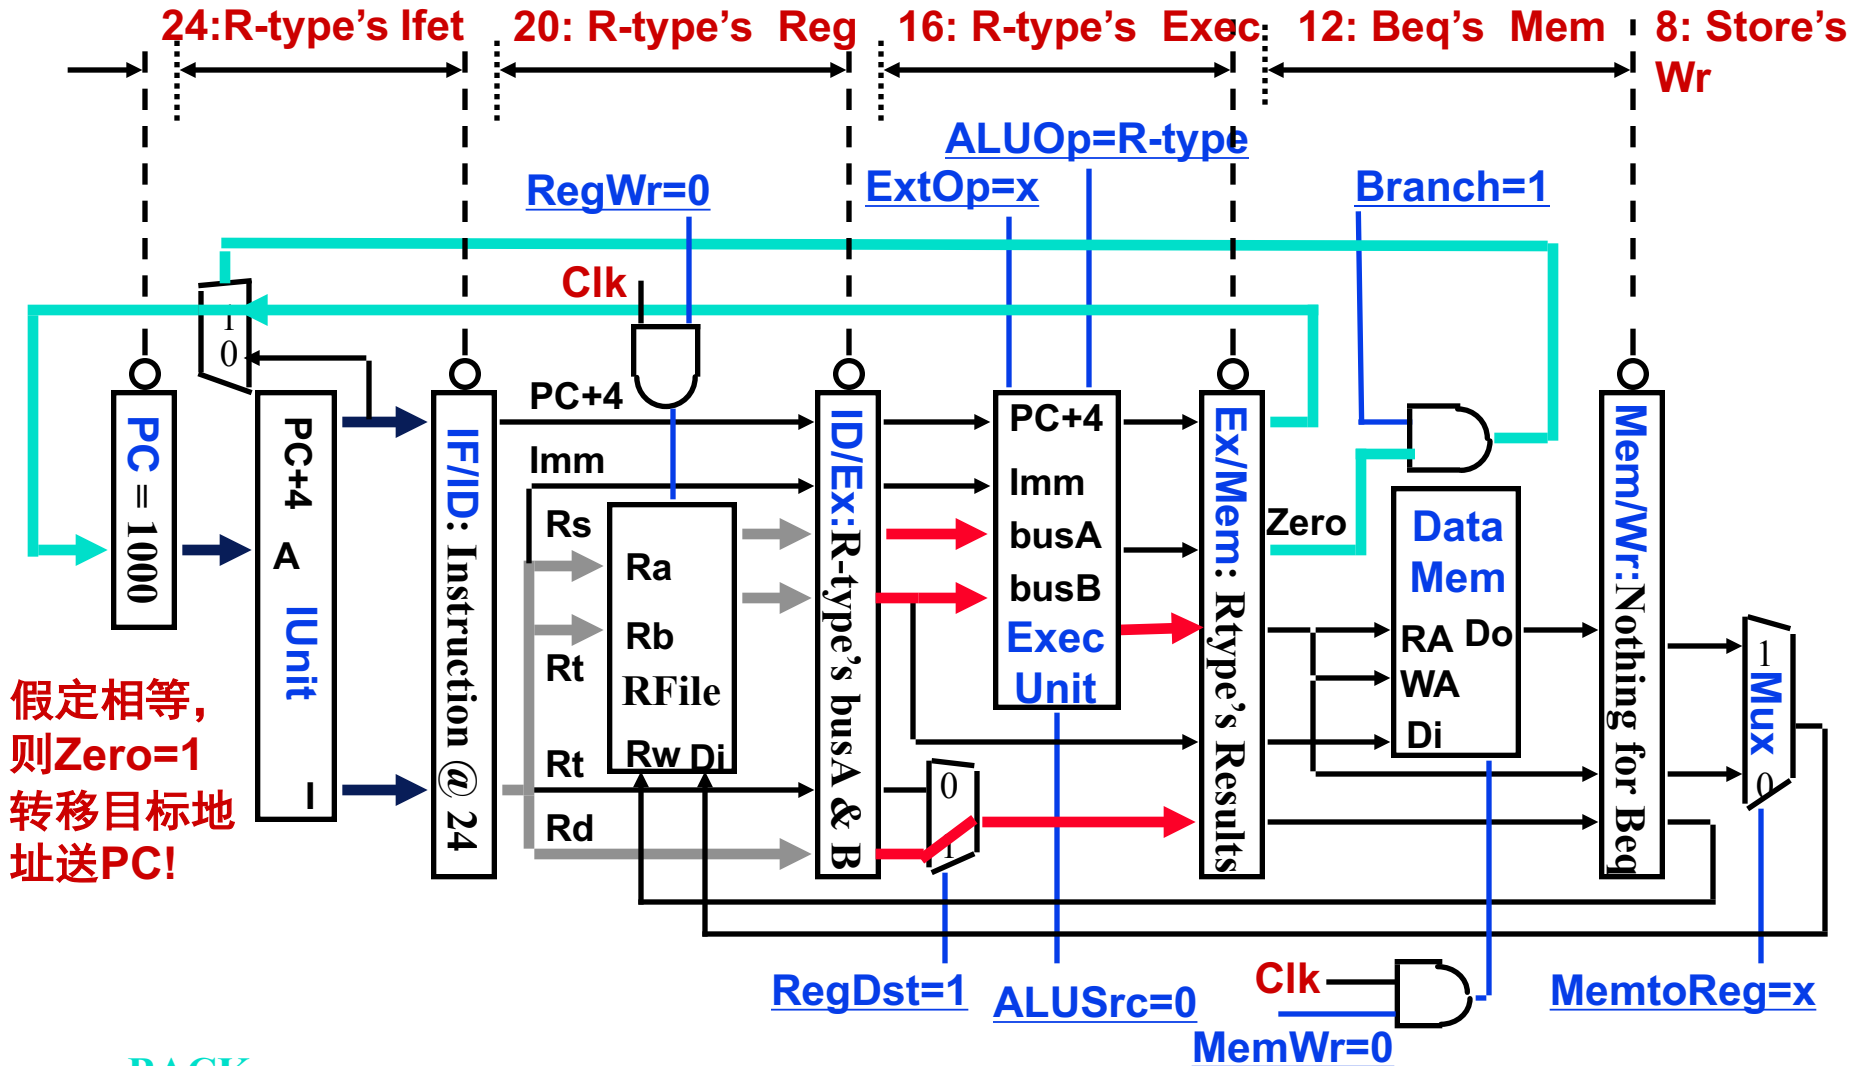 24:R-type's Ifet
20: R-type's Reg
16: R-type's Exec
12: Beq's Mem
8: Store's
Wr
ALUOp=R-type
RegWr=0
ExtOp=x
Branch=1
Clk
1
0
PC = 1000
PC+4
A
IUnit
I
IF/ID: Instruction @ 24
PC+4
Imm
Rs
Ra
Rb
Rt
RFile
Rw Di
Rt
Rd
ID/Ex:R-type's busA & B
PC+4
Imm
busA
busB
Exec
Unit
0
1
Ex/Mem: Rtype's Results
Zero
Data
Mem
RA Do
WA
Di
Mem/Wr:Nothing for Beq
1
Mux
0
假定相等，
则Zero=1
转移目标地
址送PC!
RegDst=1
ALUSrc=0
Clk
MemWr=0
MemtoReg=x
BACK